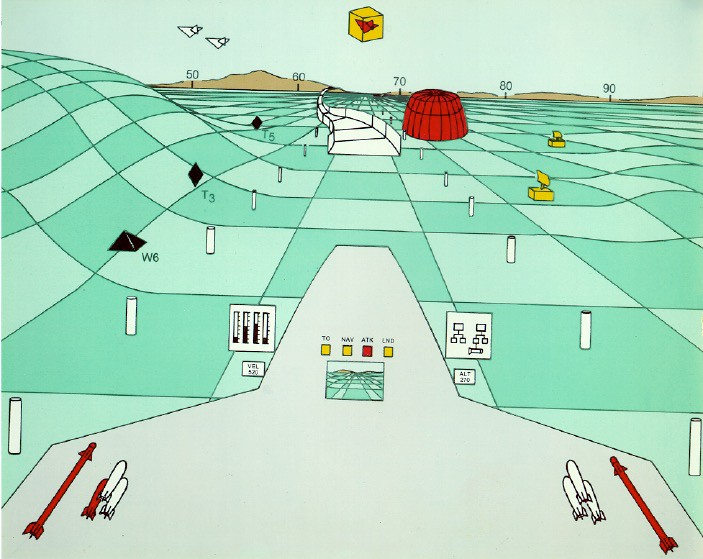 50 60 70 80 90
T5
T3
W6
TO NAV ATK LND
VEL
520
ALT
270